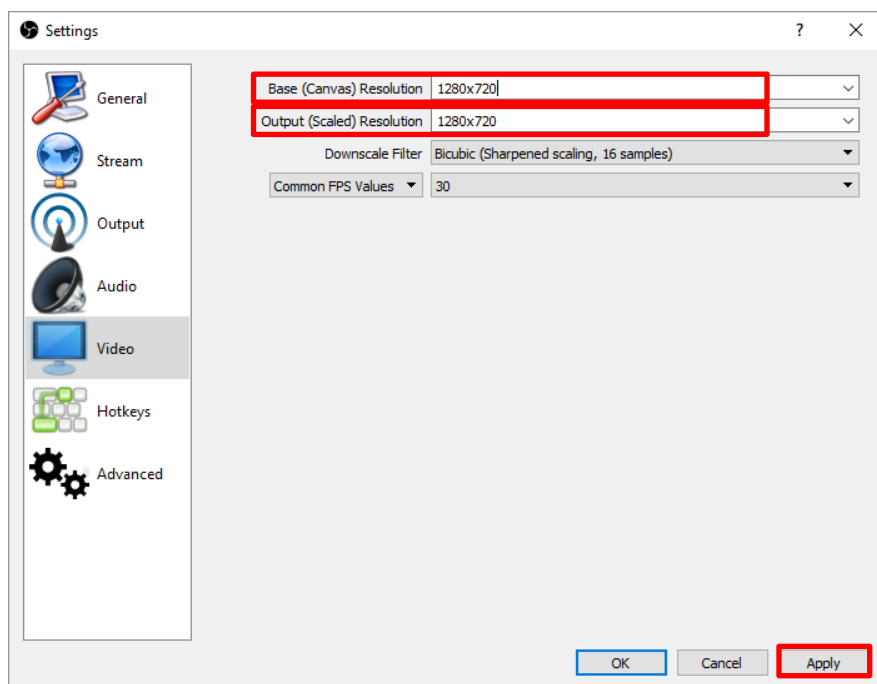 Settings
?
General
Stream
Output
Audio
Video
Hotkeys
Advanced
Base (Canvas) Resolution 1280x720
Output (Scaled) Resolution 1280x720
Downscale Filter Bicubic (Sharpened scaling, 16 samples)
Common FPS Values 30
OK Cancel Apply